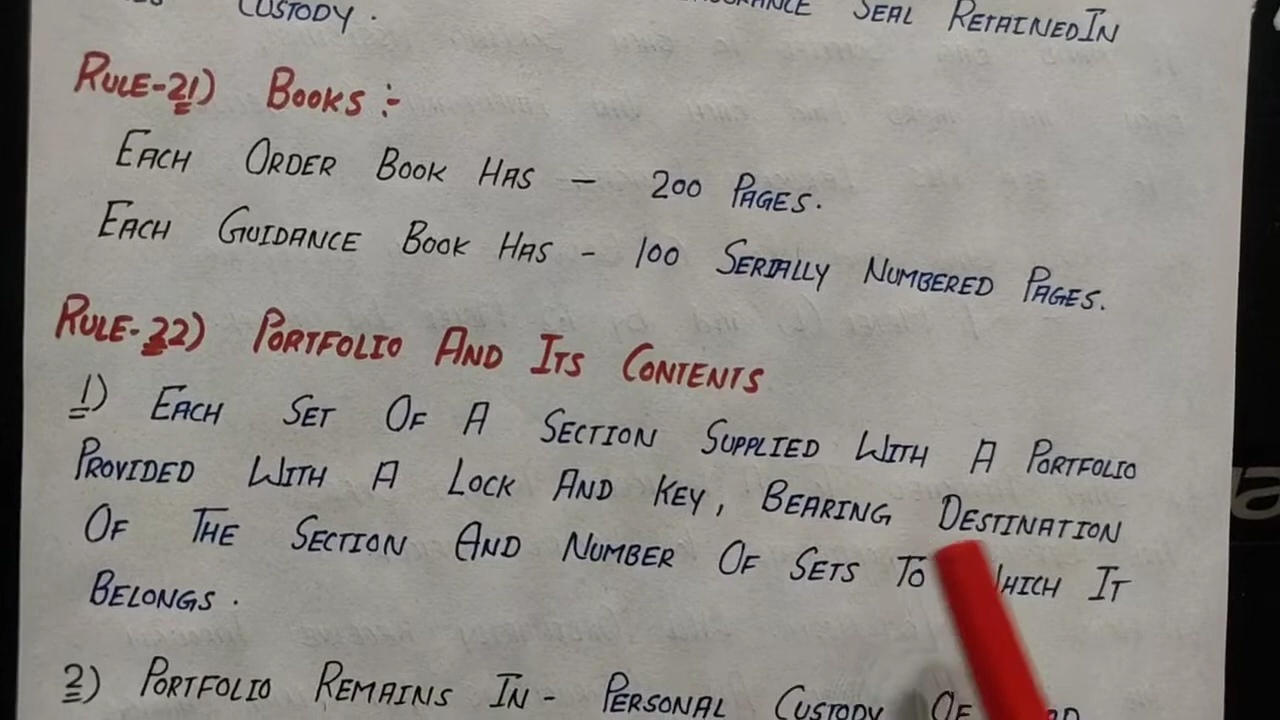 CUSTODY. SEAL RETAINED IN
RULE-21) BOOKS :-
EACH ORDER BOOK HAS - 200 PAGES.
EACH GUIDANCE BOOK HAS - 100 SERIALLY NUMBERED PAGES.
RULE-22) PORTFOLIO AND ITS CONTENTS
1) EACH SET OF A SECTION SUPPLIED WITH A PORTFOLIO
PROVIDED WITH A LOCK AND KEY, BEARING DESTINATION
OF THE SECTION AND NUMBER OF SETS TO WHICH IT
BELONGS.
2) PORTFOLIO REMAINS IN - PERSONAL CUSTODY OF